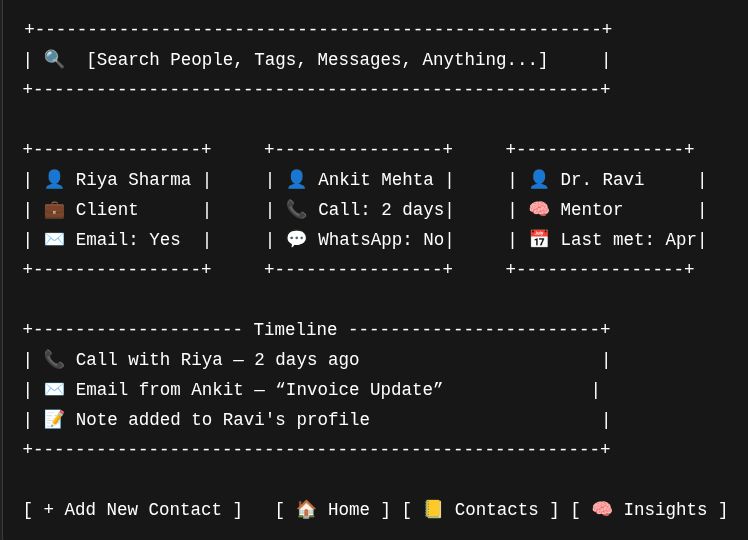 +------------------------------------------------------+
| 🔍  [Search People, Tags, Messages, Anything...]     |
+------------------------------------------------------+
+----------------+     +----------------+     +----------------+
| 👤 Riya Sharma |     | 👤 Ankit Mehta |     | 👤 Dr. Ravi     |
| 💼 Client      |     | 📞 Call: 2 days|     | 🧠 Mentor       |
| ✉️ Email: Yes  |     | 💬 WhatsApp: No|     | 📅 Last met: Apr|
+----------------+     +----------------+     +----------------+
+-------------------- Timeline ------------------------+
| 📞 Call with Riya — 2 days ago                       |
| ✉️ Email from Ankit — “Invoice Update”              |
| 📝 Note added to Ravi's profile                      |
+------------------------------------------------------+
[ + Add New Contact ]   [ 🏠 Home ] [ 📒 Contacts ] [ 🧠 Insights ]